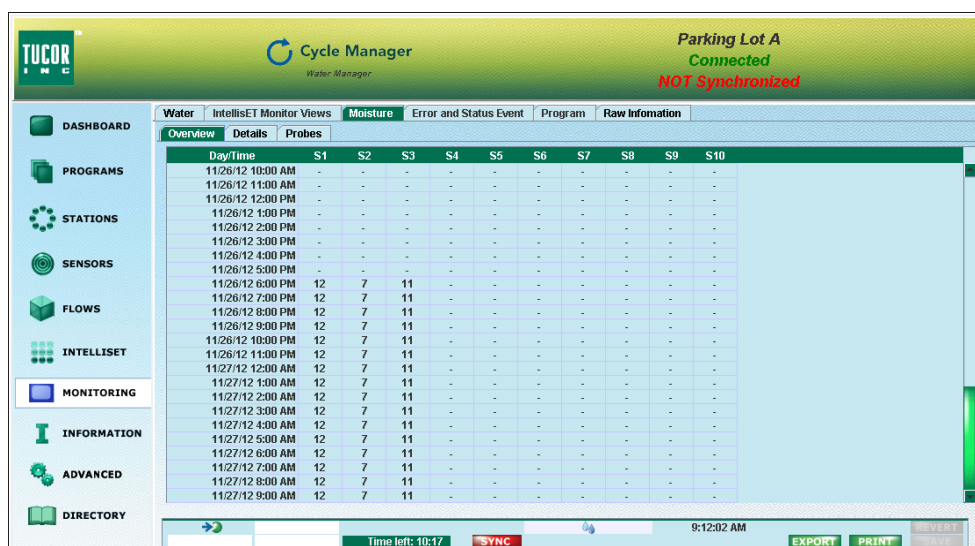 TUCOR
INC
Cycle Manager
Water Manager
Parking Lot A
Connected
NOT Synchronized
DASHBOARD
PROGRAMS
STATIONS
SENSORS
FLOWS
INTELLISET
MONITORING
INFORMATION
ADVANCED
DIRECTORY
Water IntellisET Monitor Views Moisture Error and Status Event Program Raw Infomation
Overview Details Probes
Day/Time S1 S2 S3 S4 S5 S6 S7 S8 S9 S10
11/26/12 10:00 AM - - - - - - - - - -
11/26/12 11:00 AM - - - - - - - - - -
11/26/12 12:00 PM - - - - - - - - - -
11/26/12 1:00 PM - - - - - - - - - -
11/26/12 2:00 PM - - - - - - - - - -
11/26/12 3:00 PM - - - - - - - - - -
11/26/12 4:00 PM - - - - - - - - - -
11/26/12 5:00 PM - - - - - - - - - -
11/26/12 6:00 PM 12 7 11 - - - - - - -
11/26/12 7:00 PM 12 7 11 - - - - - - -
11/26/12 8:00 PM 12 7 11 - - - - - - -
11/26/12 9:00 PM 12 7 11 - - - - - - -
11/26/12 10:00 PM 12 7 11 - - - - - - -
11/26/12 11:00 PM 12 7 11 - - - - - - -
11/27/12 12:00 AM 12 7 11 - - - - - - -
11/27/12 1:00 AM 12 7 11 - - - - - - -
11/27/12 2:00 AM 12 7 11 - - - - - - -
11/27/12 3:00 AM 12 7 11 - - - - - - -
11/27/12 4:00 AM 12 7 11 - - - - - - -
11/27/12 5:00 AM 12 7 11 - - - - - - -
11/27/12 6:00 AM 12 7 11 - - - - - - -
11/27/12 7:00 AM 12 7 11 - - - - - - -
11/27/12 8:00 AM 12 7 11 - - - - - - -
11/27/12 9:00 AM 12 7 11 - - - - - - -
9:12:02 AM REVERT
Time left: 10:17 SYNC EXPORT PRINT SAVE